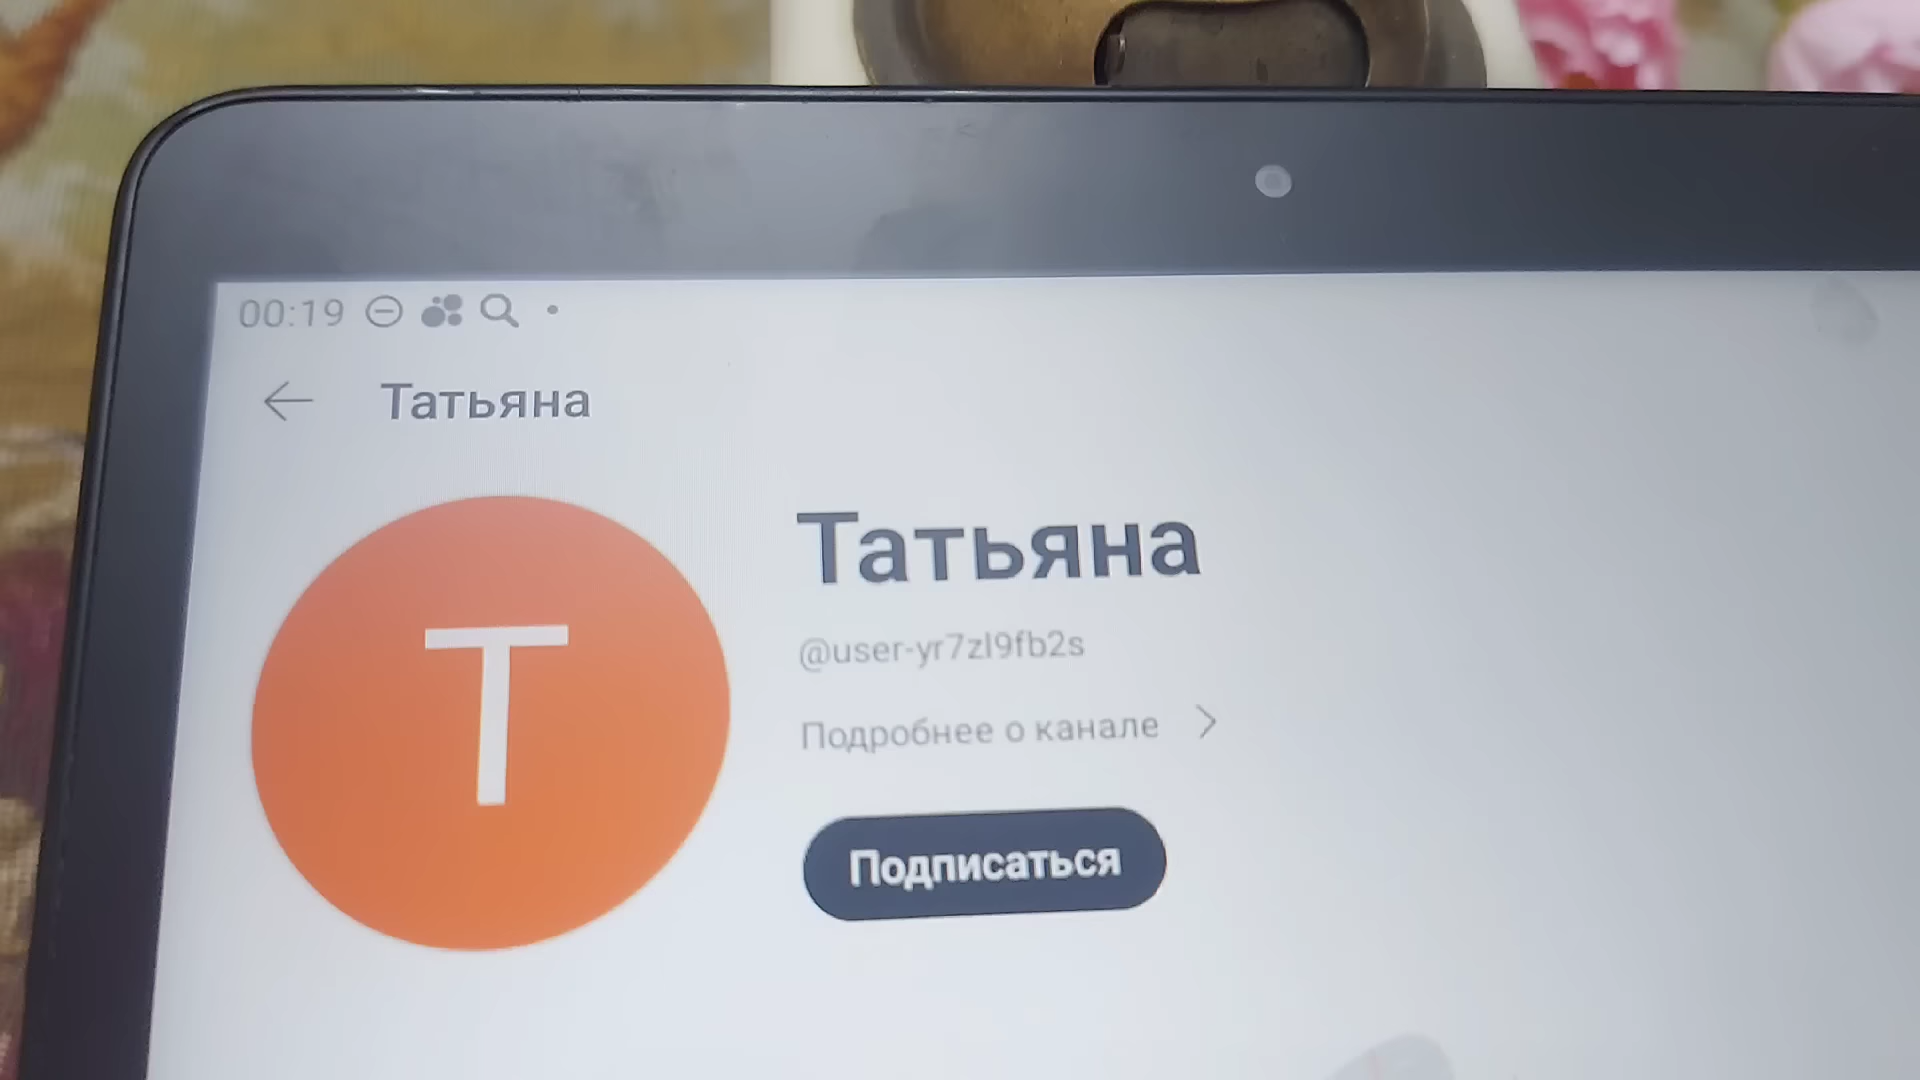 00:19
Татьяна
T
Татьяна
@user-yr7zl9fb2s
Подробнее о канале
Подписаться